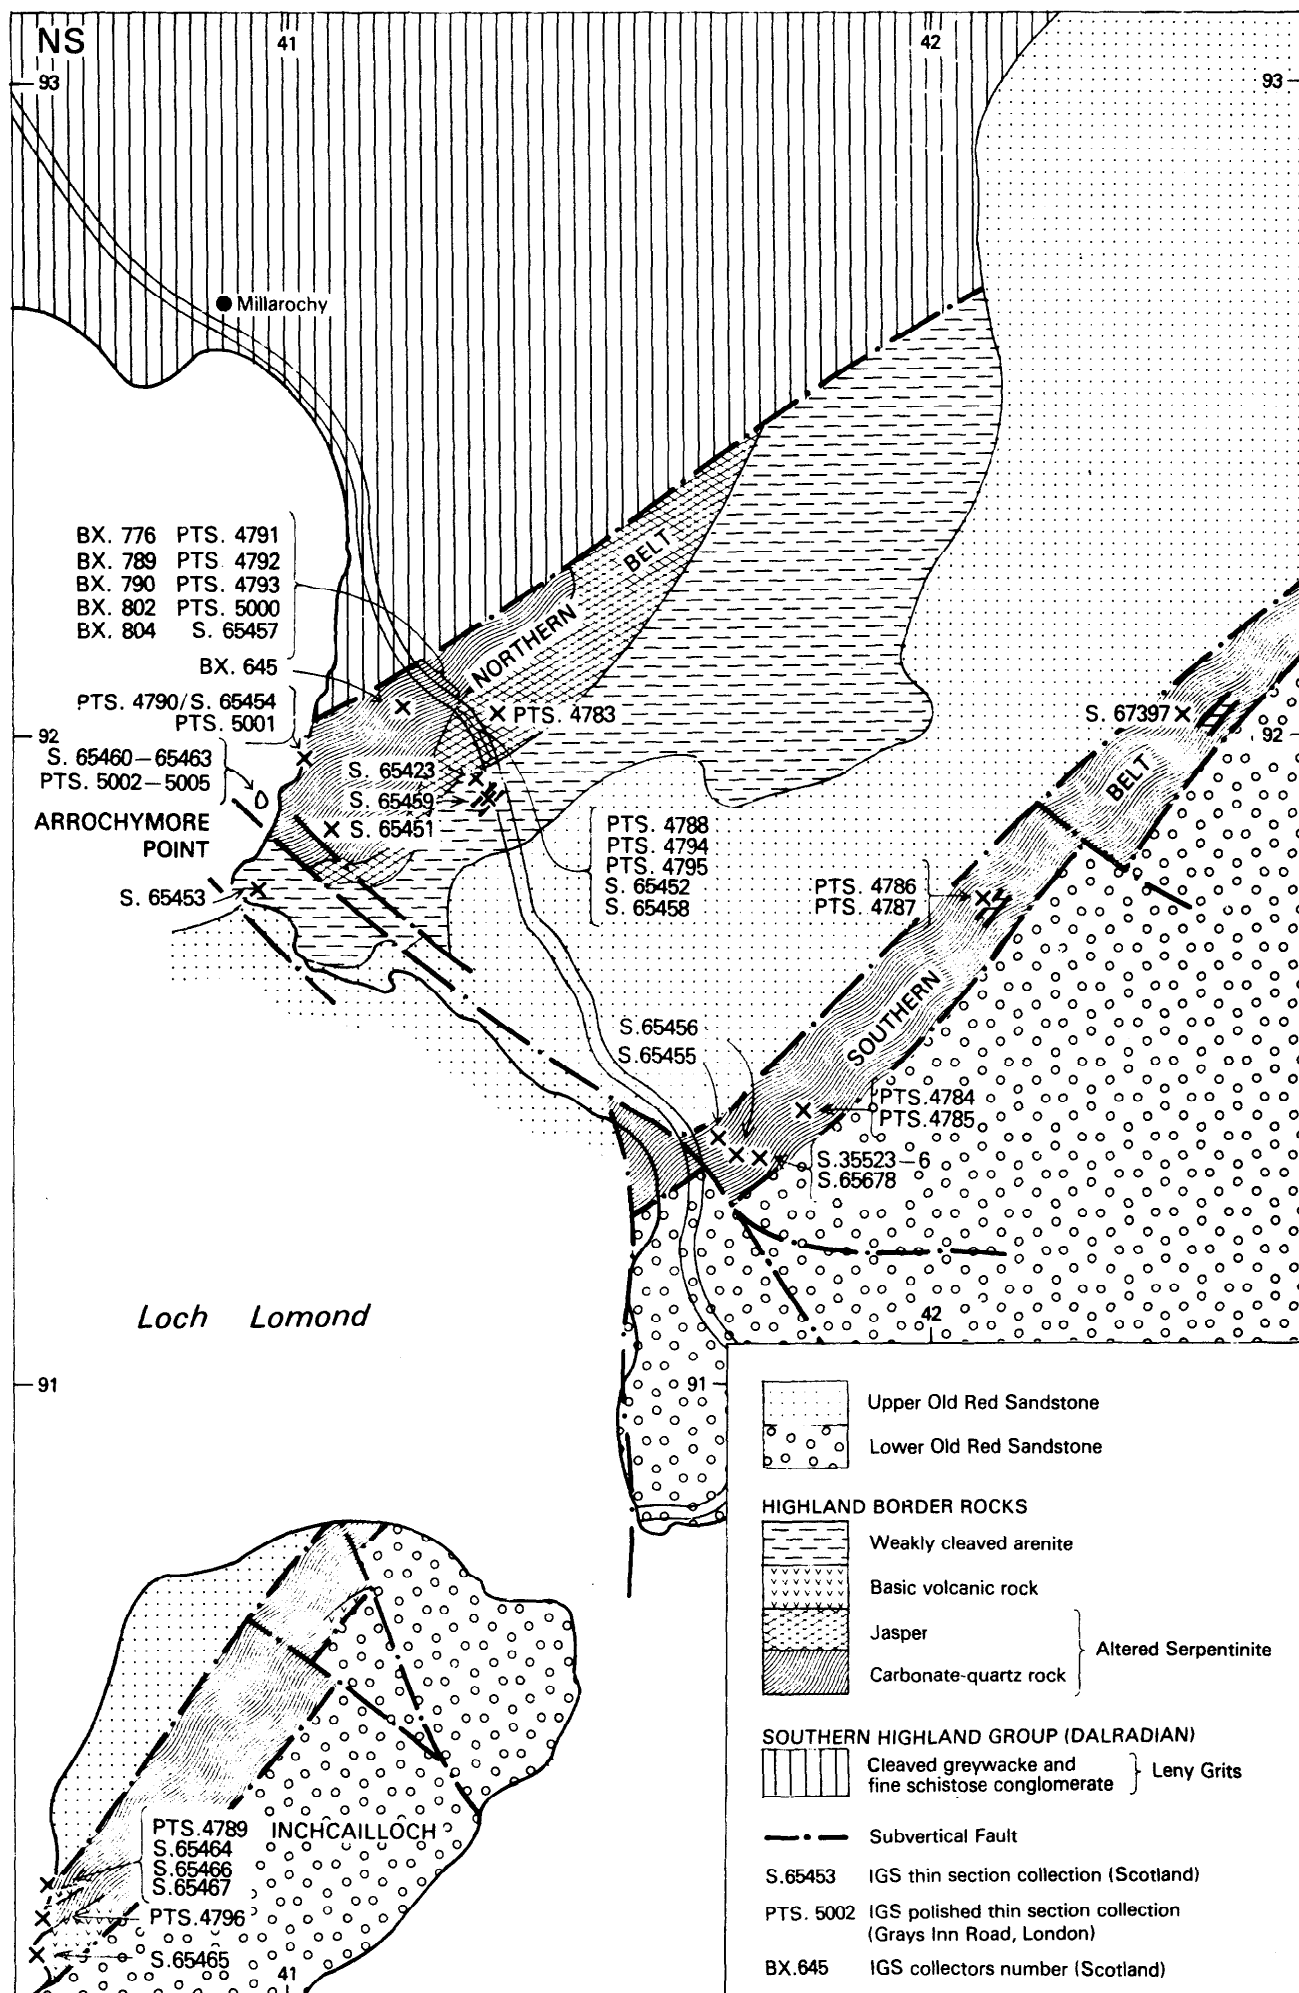 NS
41
42
93
93
Millarochy
BELT
NORTHERN
BX. 776 PTS. 4791
BX. 789 PTS 4792
BX. 790 PTS. 4793
BX. 802 PTS. 5000
BX. 804 S. 65457
BX. 645
PTS. 4790/S. 65454
PTS. 5001
92
S. 65460–65463
PTS. 5002–5005
ARROCHYMORE
POINT
S. 65453
PTS. 4783
S. 65423
S. 65459
S. 65451
S. 67397
92
BELT
PTS. 4788
PTS. 4794
PTS. 4795
S. 65452
S. 65458
PTS. 4786
PTS. 4787
SOUTHERN
S.65456
S.65455
PTS.4784
PTS.4785
S.35523–6
S.65678
Loch Lomond
42
91
91
Upper Old Red Sandstone
Lower Old Red Sandstone
HIGHLAND BORDER ROCKS
Weakly cleaved arenite
Basic volcanic rock
Jasper
Altered Serpentinite
Carbonate-quartz rock
SOUTHERN HIGHLAND GROUP (DALRADIAN)
Cleaved greywacke and
fine schistose conglomerate
Leny Grits
Subvertical Fault
S.65453 IGS thin section collection (Scotland)
PTS. 5002 IGS polished thin section collection
(Grays Inn Road, London)
BX.645 IGS collectors number (Scotland)
INCHCAILLOCH
PTS.4789
S.65464
S.65466
S.65467
PTS.4796
S.65465
41